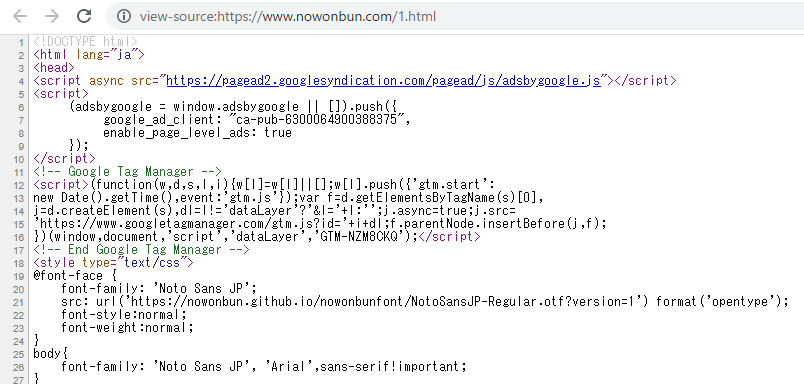 view-source:https://www.nowonbun.com/1.html
1 <!DOCTYPE html>
2 <html lang="ja">
3 <head>
4 <script async src="https://pagead2.googlesyndication.com/pagead/js/adsbygoogle.js"></script>
5 <script>
6      (adsbygoogle = window.adsbygoogle || []).push({
7           google_ad_client: "ca-pub-6300064900388375",
8           enable_page_level_ads: true
9      });
10 </script>
11 <!-- Google Tag Manager -->
12 <script>(function(w,d,s,l,i){w[l]=w[l]||[];w[l].push({'gtm.start':
13 new Date().getTime(),event:'gtm.js'});var f=d.getElementsByTagName(s)[0],
14 j=d.createElement(s),dl=l!='dataLayer'?'&l='+l:'';j.async=true;j.src=
15 'https://www.googletagmanager.com/gtm.js?id='+i+dl;f.parentNode.insertBefore(j,f);
16 })(window,document,'script','dataLayer','GTM-NZM8CKQ');</script>
17 <!-- End Google Tag Manager -->
18 <style type="text/css">
19 @font-face {
20     font-family: 'Noto Sans JP';
21     src: url('https://nowonbun.github.io/nowonbunfont/NotoSansJP-Regular.otf?version=1') format('opentype');
22     font-style:normal;
23     font-weight:normal;
24 }
25 body{
26     font-family: 'Noto Sans JP', 'Arial',sans-serif!important;
27 }